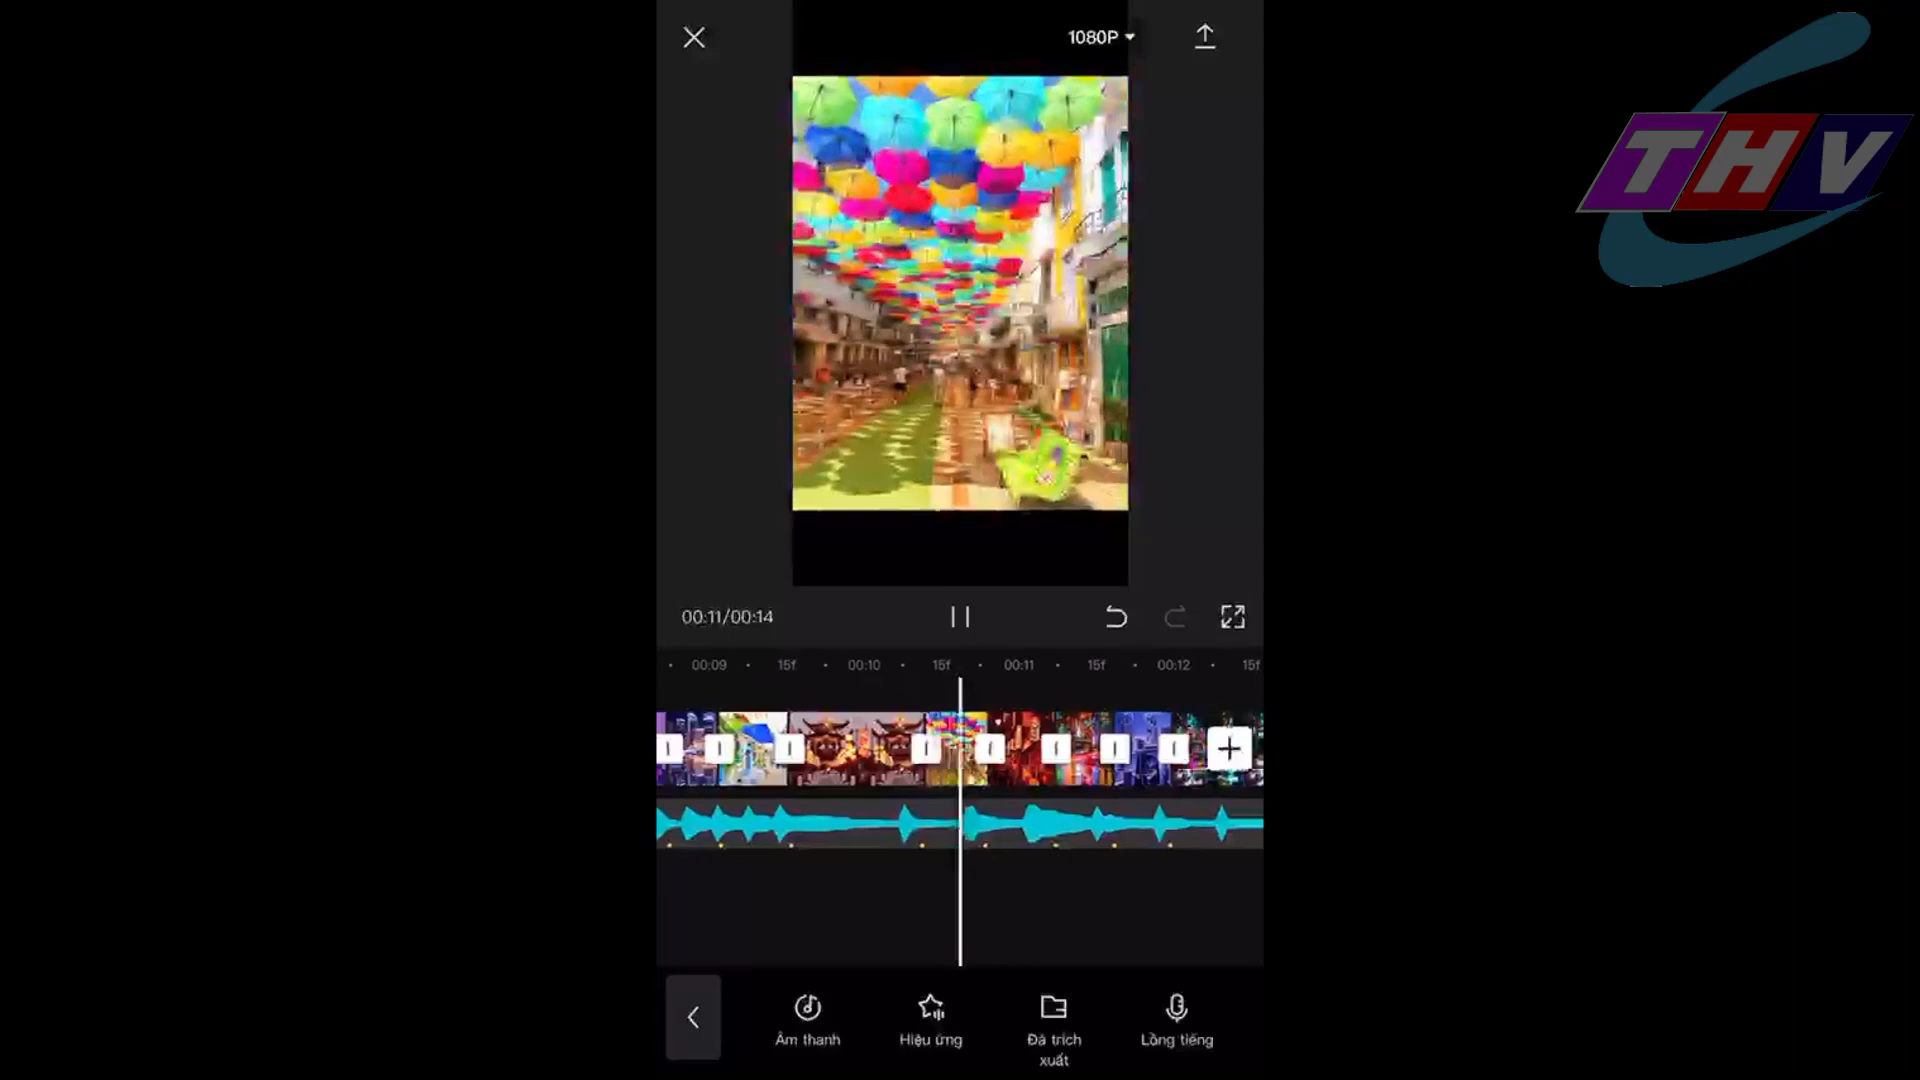 1080P
THV
00:11/00:14
00:09 15f 00:10 15f 00:11 15f 00:12 15f
Âm thanh
Hiệu ứng
Đã trích
xuất
Lồng tiếng